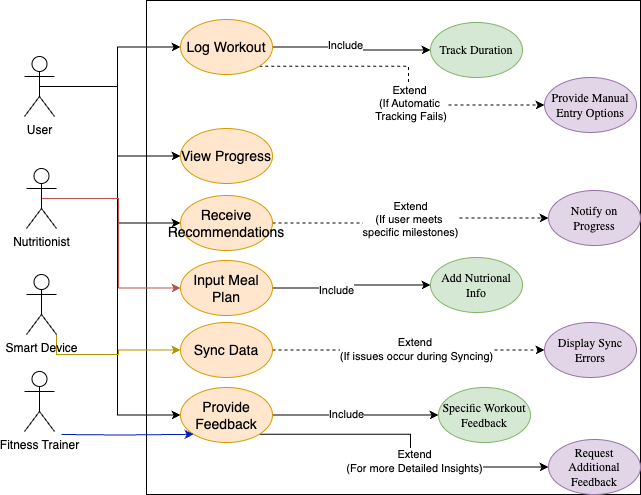 Log Workout
Include
Track Duration
Extend
(If Automatic
Tracking Fails)
Provide Manual
Entry Options
User
View Progress
Receive
Recommendations
Extend
(If user meets
specific milestones)
Notify on
Progress
Nutritionist
Input Meal
Plan
Include
Add Nutrional
Info
Smart Device
Sync Data
Extend
(If issues occur during Syncing)
Display Sync
Errors
Fitness Trainer
Provide
Feedback
Include
Specific Workout
Feedback
Extend
(For more Detailed Insights)
Request
Additional
Feedback